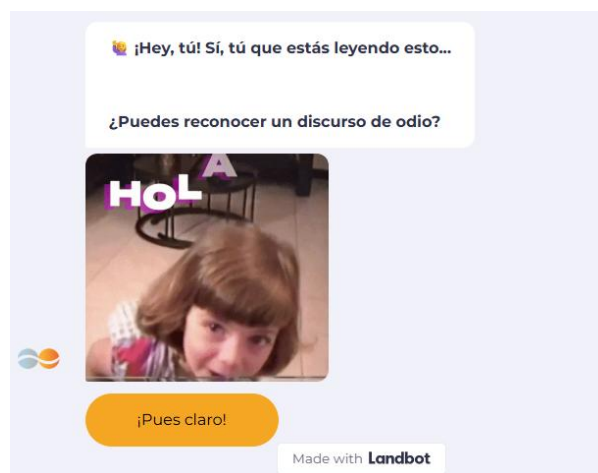 🙋 ¡Hey, tú! Sí, tú que estás leyendo esto...
¿Puedes reconocer un discurso de odio?
HOLA
¡Pues claro!
Made with Landbot